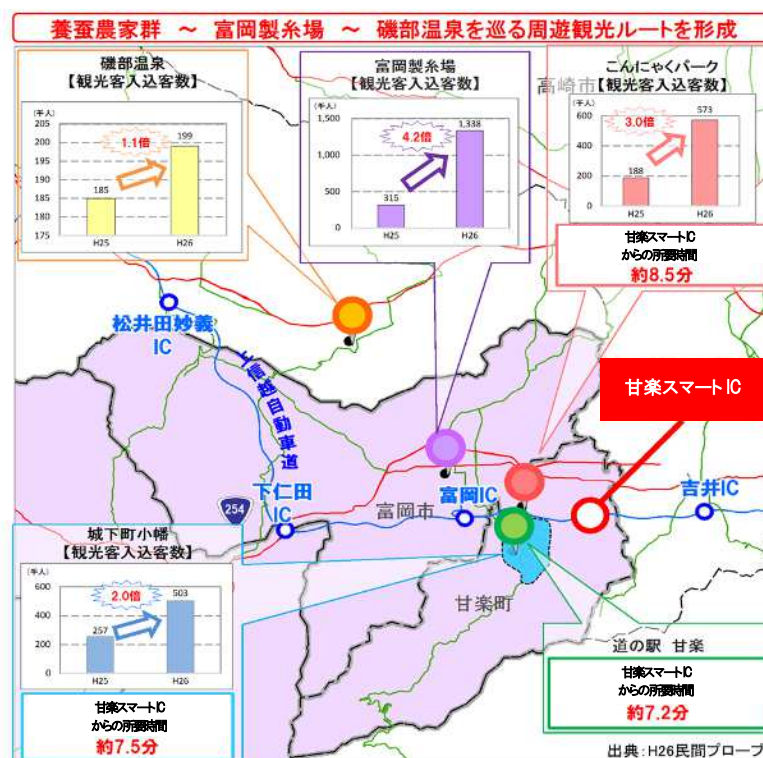 養蚕農家群 ～ 富岡製糸場 ～ 磯部温泉を巡る周遊観光ルートを形成
磯部温泉
【観光客入込客数】
(千人)
205
200
195
190
185
180
175
185
1.1倍
199
H25
H26
富岡製糸場
【観光客入込客数】
(千人)
1,500
1,000
500
0
315
4.2倍
1,338
H25
H26
高崎市
こんにゃくパーク
【観光客入込客数】
(千人)
600
400
200
0
188
3.0倍
573
H25
H26
甘楽スマートIC
からの所要時間
約8.5分
松井田妙義
IC
上信越自動車道
甘楽スマートIC
254
下仁田
IC
富岡市
富岡IC
吉井IC
甘楽町
城下町小幡
【観光客入込客数】
(千人)
600
400
200
0
257
2.0倍
503
H25
H26
甘楽スマートIC
からの所要時間
約7.5分
道の駅 甘楽
甘楽スマートIC
からの所要時間
約7.2分
出典：H26民間プローブ